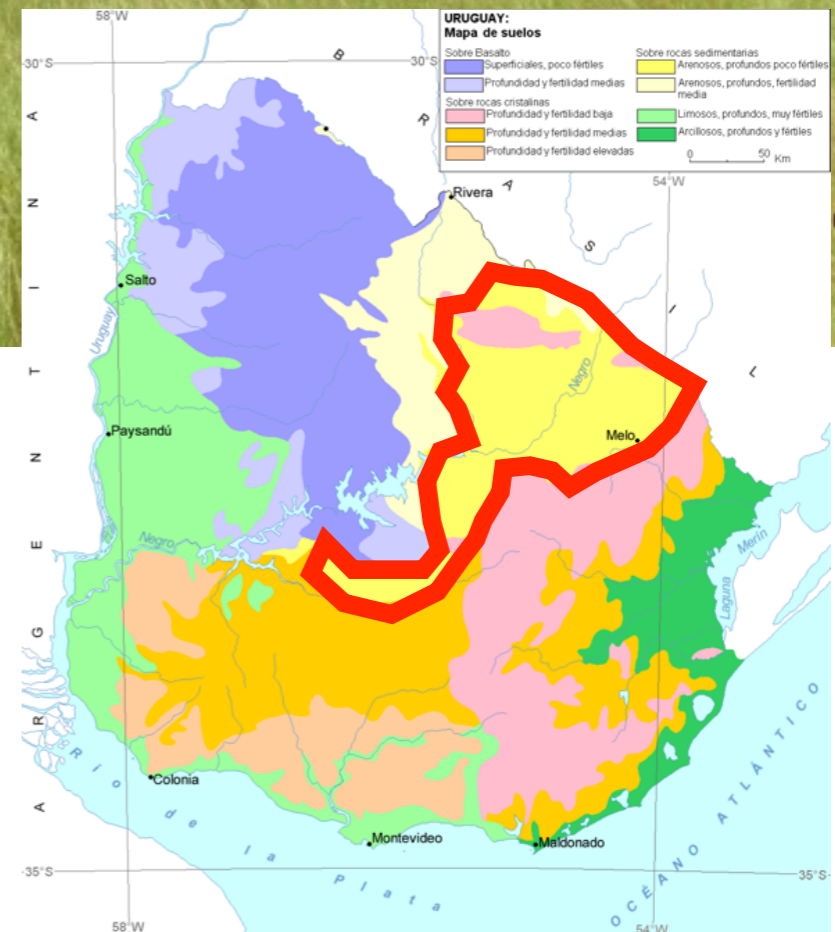 URUGUAY:
Mapa de suelos
Sobre Basalto
Superficiales, poco fértiles
Profundidad y fertilidad medias
Sobre rocas cristalinas
Profundidad y fertilidad baja
Profundidad y fertilidad medias
Profundidad y fertilidad elevadas
Sobre rocas sedimentarias
Arenosos, profundos poco fértiles
Arenosos, profundos, fertilidad
media
Limosos, profundos, muy fértiles
Arcillosos, profundos y fértiles
0 50 Km
58°W
30°S
30°S
54°W
BRASIL
ARGENTINA
Rivera
Salto
Uruguay
Paysandú
Negro
Negro
Melo
Merín
Laguna
Colonia
Montevideo
Maldonado
Río de la Plata
OCÉANO ATLÁNTICO
35°S
35°S
58°W
54°W